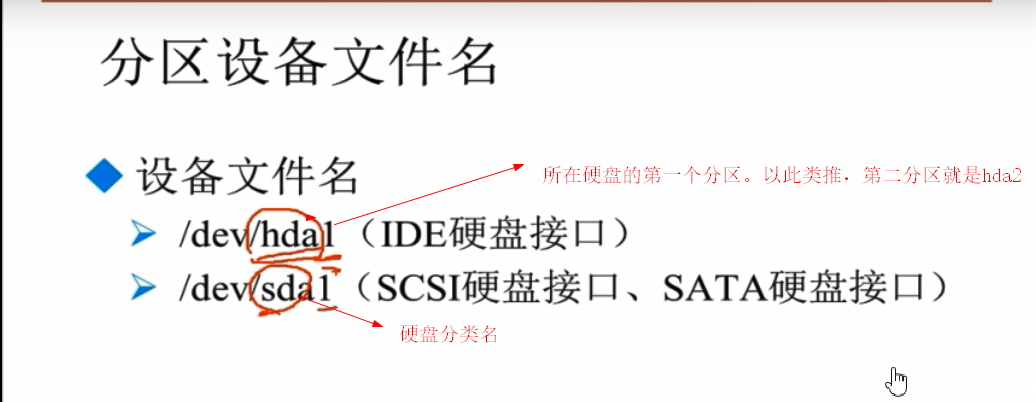 分区设备文件名
设备文件名
所在硬盘的第一个分区。以此类推，第二分区就是hda2
/dev/hda1（IDE硬盘接口）
/dev/sda1（SCSI硬盘接口、SATA硬盘接口）
硬盘分类名